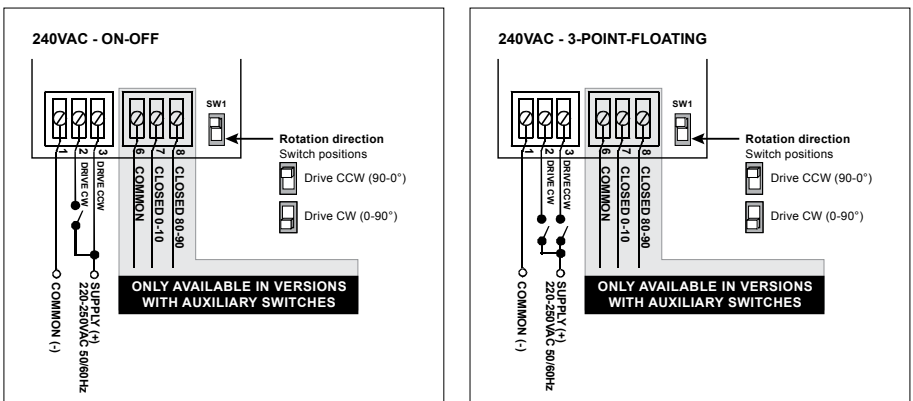 240VAC - ON-OFF
SW1
1
2
3
6
7
8
DRIVE CW
DRIVE CCW
COMMON
CLOSED 0-10
CLOSED 80-90
Rotation direction
Switch positions
Drive CCW (90-0°)
Drive CW (0-90°)
COMMON (-)
SUPPLY (+)
220-250VAC 50/60Hz
ONLY AVAILABLE IN VERSIONS
WITH AUXILIARY SWITCHES
240VAC - 3-POINT-FLOATING
SW1
1
2
3
6
7
8
DRIVE CW
DRIVE CCW
COMMON
CLOSED 0-10
CLOSED 80-90
Rotation direction
Switch positions
Drive CCW (90-0°)
Drive CW (0-90°)
COMMON (-)
SUPPLY (+)
220-250VAC 50/60Hz
ONLY AVAILABLE IN VERSIONS
WITH AUXILIARY SWITCHES